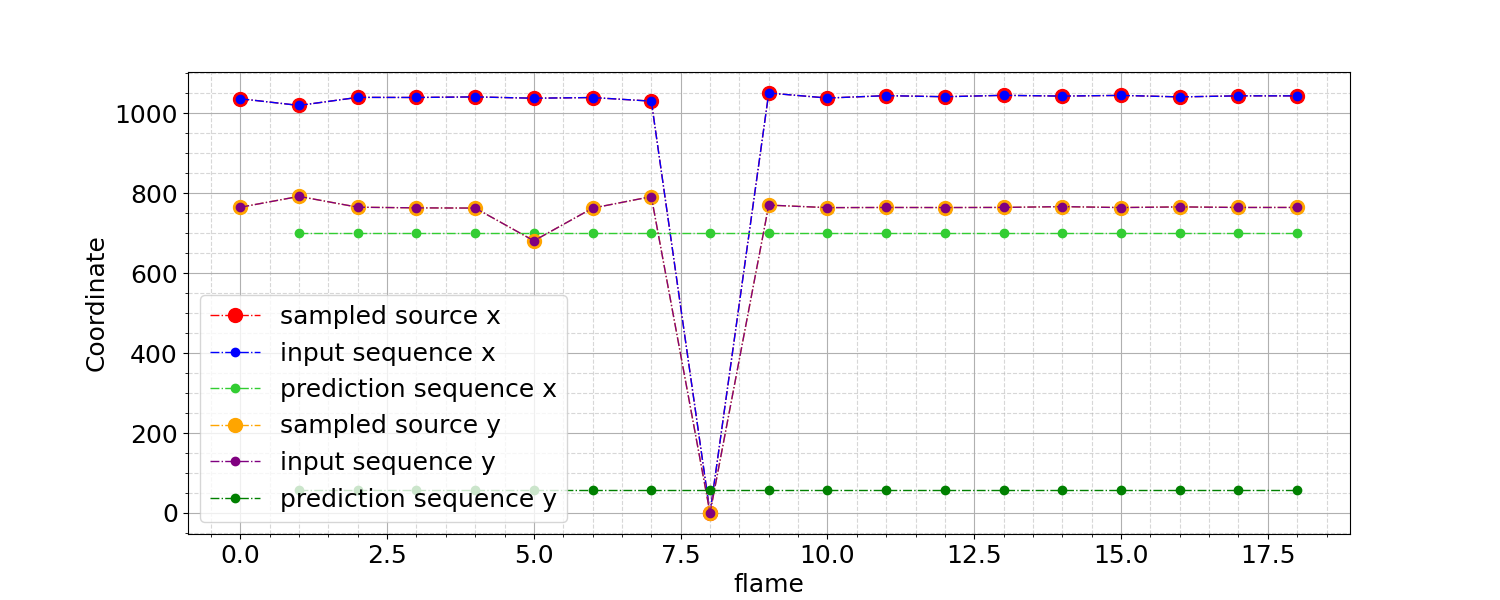 1000
800
600
400
200
0
Coordinate
sampled source x
input sequence x
prediction sequence x
sampled source y
input sequence y
prediction sequence y
0.0 2.5 5.0 7.5 10.0 12.5 15.0 17.5
flame